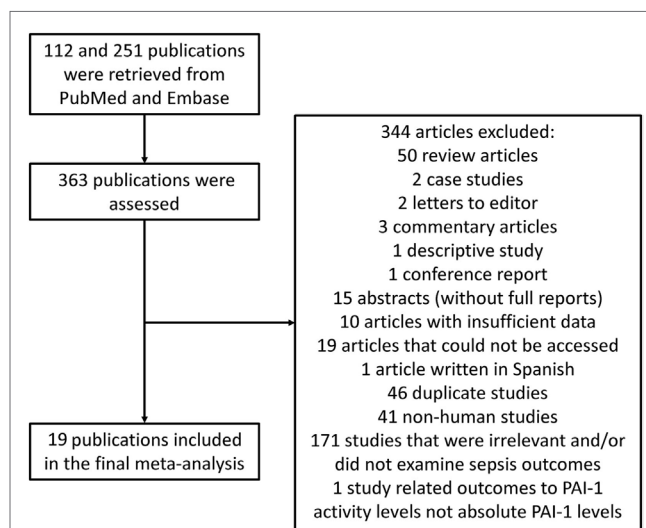 112 and 251 publications
were retrieved from
PubMed and Embase
363 publications were
assessed
344 articles excluded:
50 review articles
2 case studies
2 letters to editor
3 commentary articles
1 descriptive study
1 conference report
15 abstracts (without full reports)
10 articles with insufficient data
19 articles that could not be accessed
1 article written in Spanish
46 duplicate studies
41 non-human studies
171 studies that were irrelevant and/or
did not examine sepsis outcomes
1 study related outcomes to PAI-1
activity levels not absolute PAI-1 levels
19 publications included
in the final meta-analysis